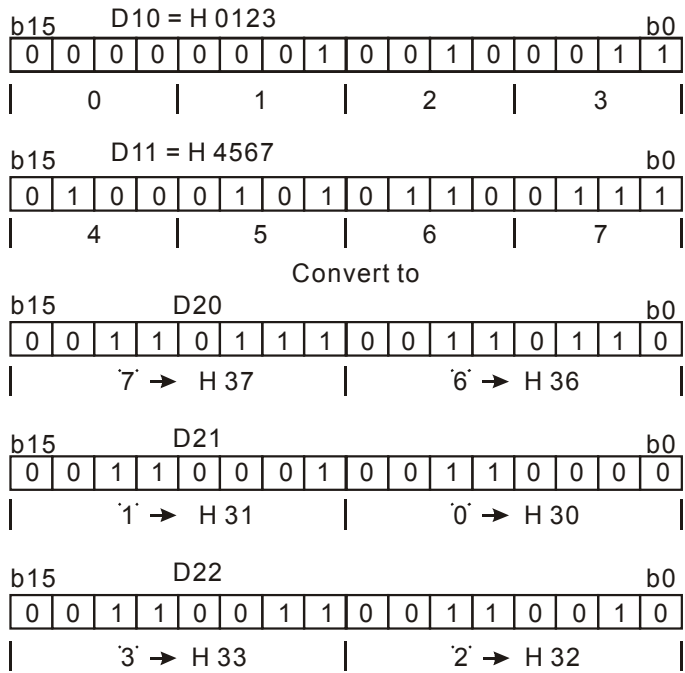 D10 = H 0123
b15 b0
0 0 0 0 0 0 0 1 0 0 1 0 0 0 1 1
0 1 2 3
D11 = H 4567
b15 b0
0 1 0 0 0 1 0 1 0 1 1 0 0 1 1 1
4 5 6 7
Convert to
b15 D20 b0
0 0 1 1 0 1 1 1 0 0 1 1 0 1 1 0
'7' → H 37 '6' → H 36
b15 D21 b0
0 0 1 1 0 0 0 1 0 0 1 1 0 0 0 0
'1' → H 31 '0' → H 30
b15 D22 b0
0 0 1 1 0 0 1 1 0 0 1 1 0 0 1 0
'3' → H 33 '2' → H 32